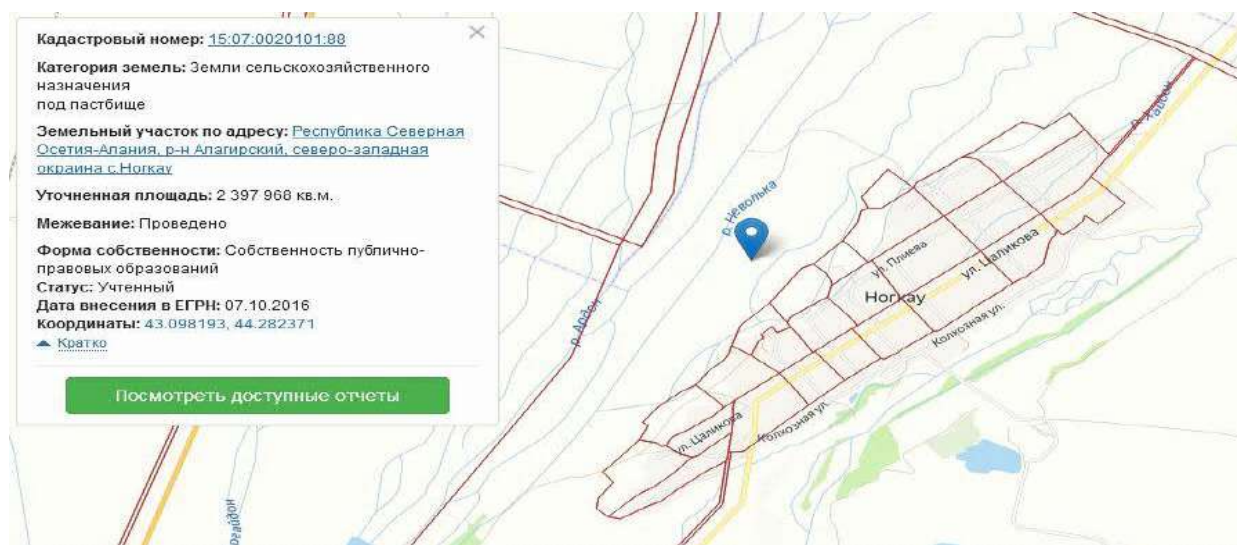 Кадастровый номер: 15:07:0020101:88
Категория земель: Земли сельскохозяйственного
назначения
под пастбище
Земельный участок по адресу: Республика Северная
Осетия-Алания, р-н Алагирский, северо-западная
окраина с.Ногкау
Уточненная площадь: 2 397 968 кв.м.
Межевание: Проведено
Форма собственности: Собственность публично-
правовых образований
Статус: Учтенный
Дата внесения в ЕГРН: 07.10.2016
Координаты: 43.098193, 44.282371
Кратко
Посмотреть доступные отчеты
р. Хайдон
р. Неволька
ул. Плиева
ул. Цаликова
Ногкау
Колхозная ул.
р. Ардон
ул. Цаликова
Колхозная ул.